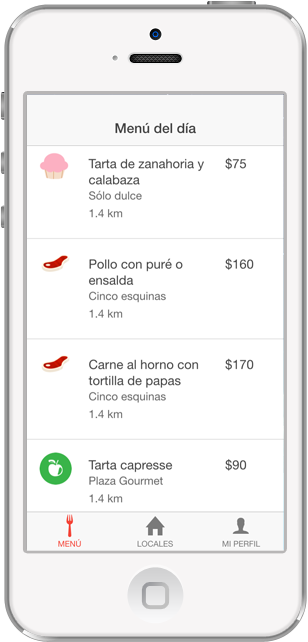 Menú del día
Tarta de zanahoria y $75
calabaza
Sólo dulce
1.4 km
Pollo con puré o $160
ensalda
Cinco esquinas
1.4 km
Carne al horno con $170
tortilla de papas
Cinco esquinas
1.4 km
Tarta capresse $90
Plaza Gourmet
1.4 km
MENÚ LOCALES MI PERFIL